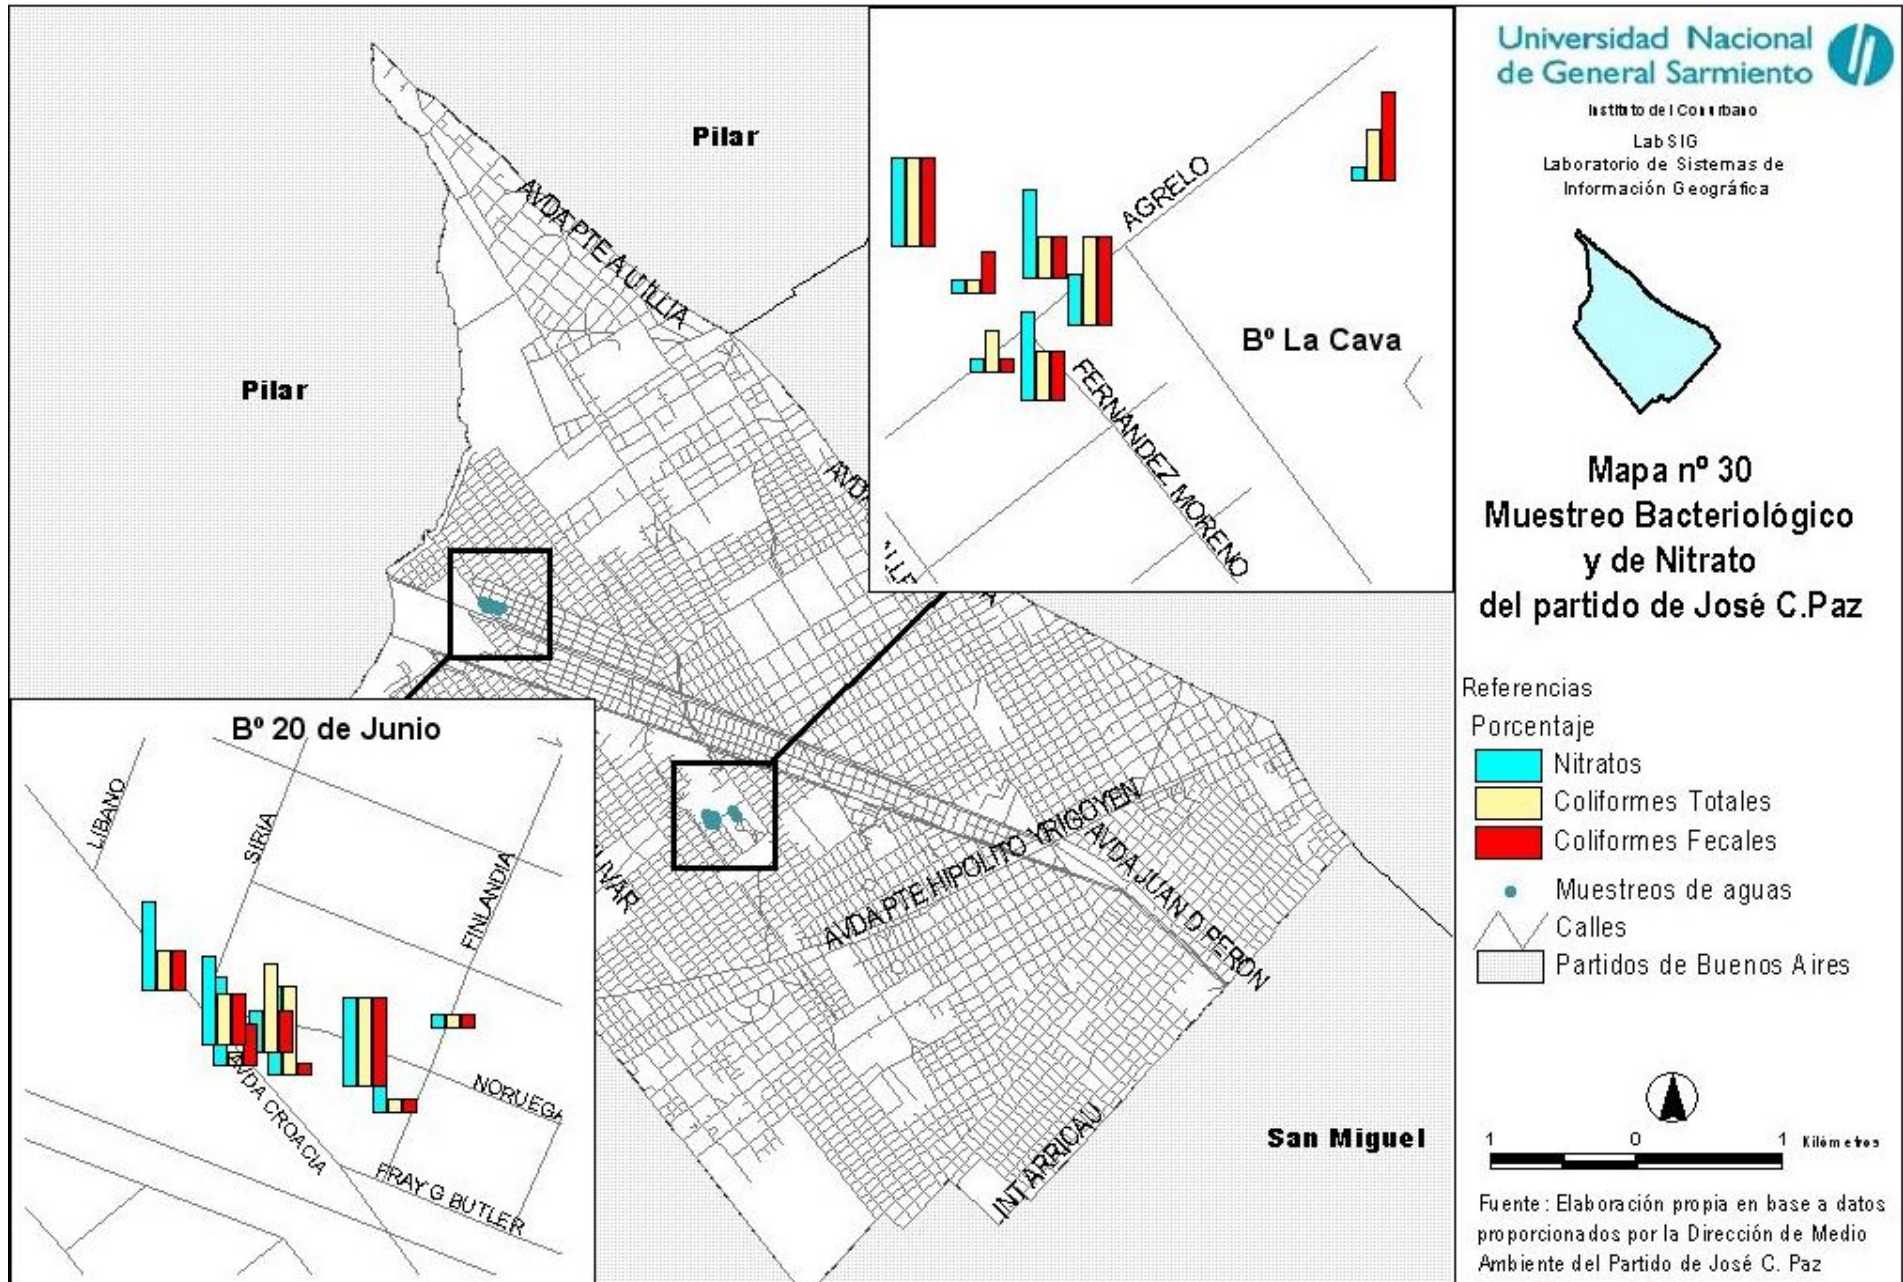 Universidad Nacional
de General Sarmiento
Instituto del Conurbano
LabSIG
Laboratorio de Sistemas de
Información Geográfica
Mapa nº 30
Muestreo Bacteriológico
y de Nitrato
del partido de José C.Paz
Referencias
Porcentaje
Nitratos
Coliformes Totales
Coliformes Fecales
Muestreos de aguas
Calles
Partidos de Buenos Aires
1 0 1 Kilómetros
Fuente: Elaboración propia en base a datos
proporcionados por la Dirección de Medio
Ambiente del Partido de José C. Paz
Pilar
Pilar
San Miguel
AVDA PTE A U ILLIA
AVDA
LIVAR
AVDA PTE HIPOLITO YRIGOYEN
AVDA JUAN D PERON
INT ARRICAU
Bº La Cava
AGRELO
FERNANDEZ MORENO
Bº 20 de Junio
LIBANO
SIRIA
FINLANDIA
NORUEGA
AVDA CROACIA
FRAY G BUTLER